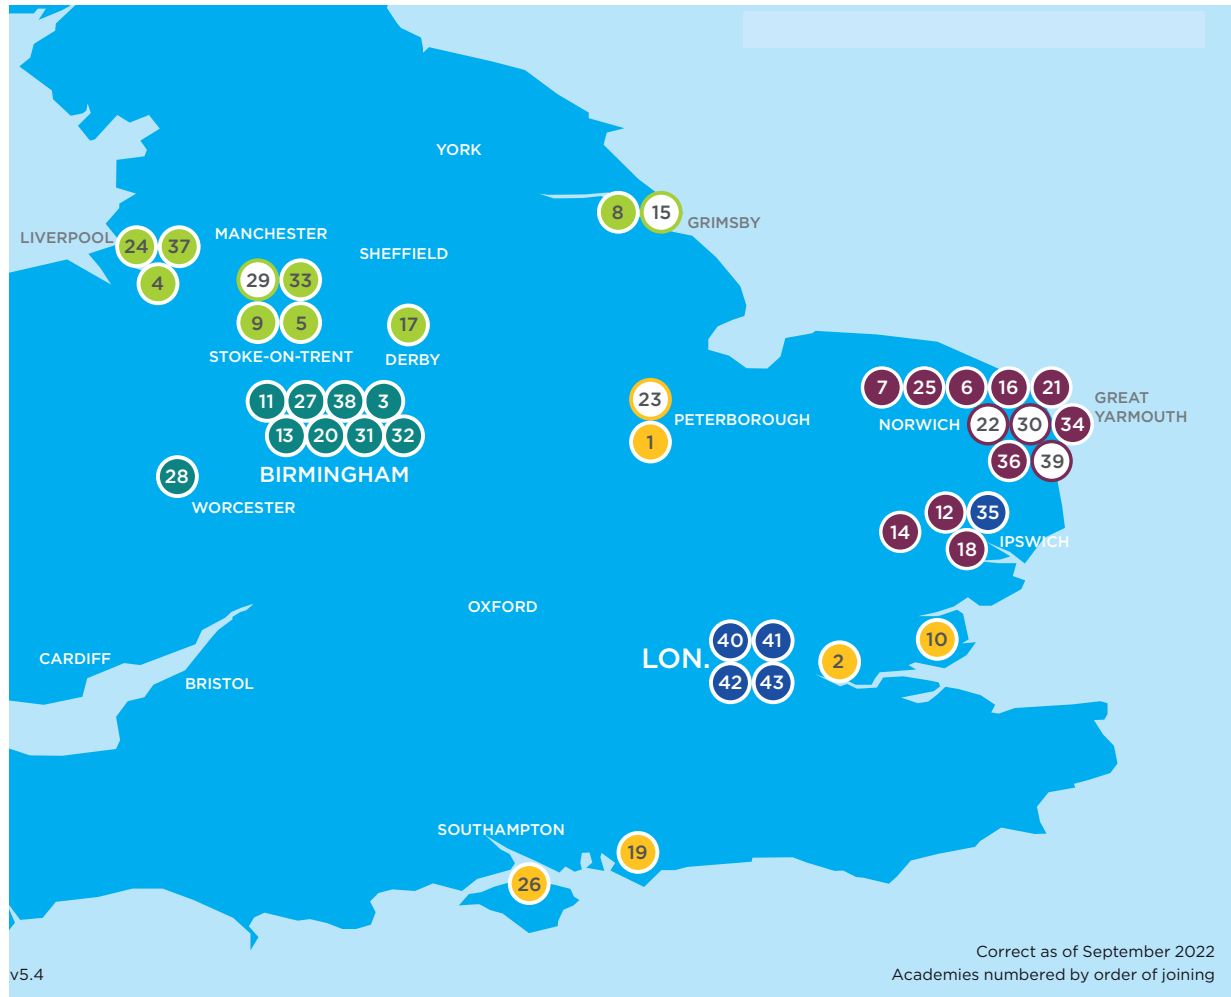 YORK
8 15
GRIMSBY
LIVERPOOL
24 37
4
MANCHESTER
SHEFFIELD
29 33
9 5
17
STOKE-ON-TRENT
DERBY
11 27 38 3
13 20 31 32
BIRMINGHAM
28
WORCESTER
23
PETERBOROUGH
1
7 25 6 16 21
GREAT
YARMOUTH
NORWICH
22 30 34
36 39
14
12 35
18
IPSWICH
OXFORD
CARDIFF
BRISTOL
LON.
40 41
42 43
2
10
SOUTHAMPTON
19
26
v5.4
Correct as of September 2022
Academies numbered by order of joining